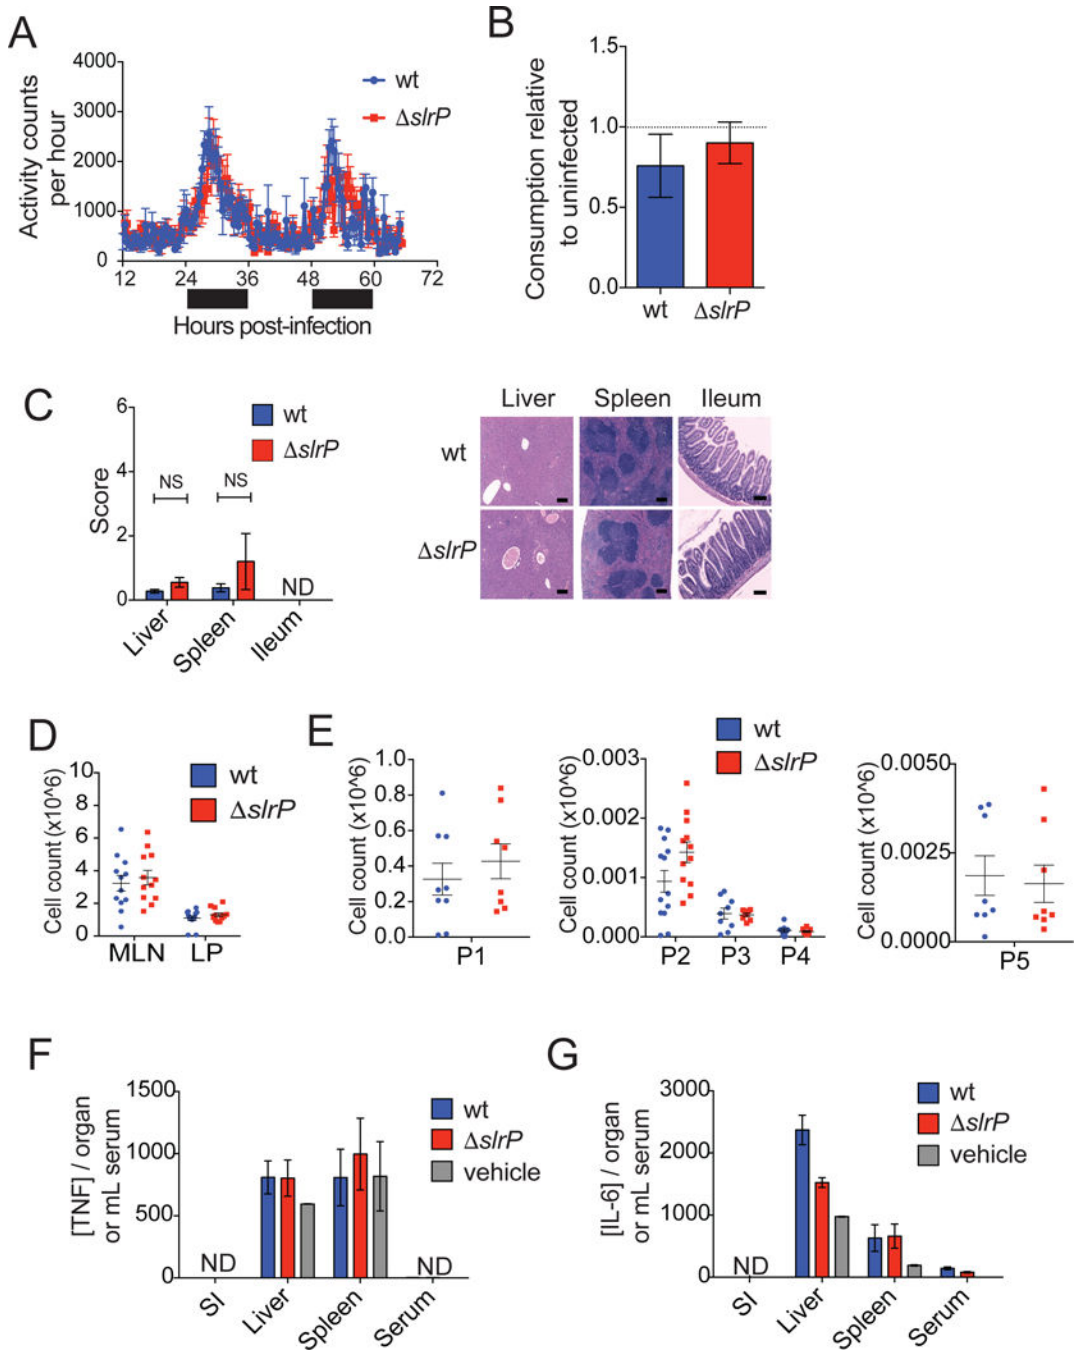 A
Activity counts
per hour
4000
3000
2000
1000
0
12 24 36 48 60 72
Hours post-infection
wt
ΔslrP
B
Consumption relative
to uninfected
1.5
1.0
0.5
0.0
wt ΔslrP
C
Score
6
4
2
0
wt
ΔslrP
NS NS
ND
Liver Spleen Ileum
Liver Spleen Ileum
wt
ΔslrP
D
Cell count (x10^6)
10
8
6
4
2
0
MLN LP
wt
ΔslrP
E
Cell count (x10^6)
1.0
0.8
0.6
0.4
0.2
0.0
P1
Cell count (x10^6)
0.003
0.002
0.001
0.000
P2 P3 P4
wt
ΔslrP
Cell count (x10^6)
0.0050
0.0025
0.0000
P5
F
[TNF] / organ
or mL serum
1500
1000
500
0
ND ND
SI Liver Spleen Serum
wt
ΔslrP
vehicle
G
[IL-6] / organ
or mL serum
3000
2000
1000
0
ND
SI Liver Spleen Serum
wt
ΔslrP
vehicle